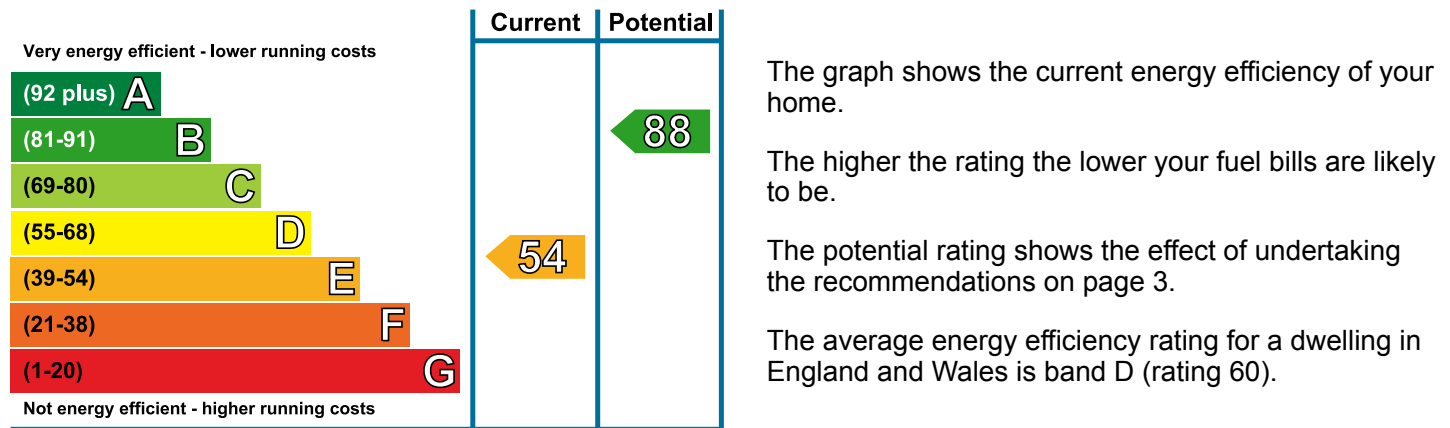 Current Potential
Very energy efficient - lower running costs
(92 plus) A
(81-91) B
(69-80) C
(55-68) D
(39-54) E
(21-38) F
(1-20) G
Not energy efficient - higher running costs
88
54
The graph shows the current energy efficiency of your
home.
The higher the rating the lower your fuel bills are likely
to be.
The potential rating shows the effect of undertaking
the recommendations on page 3.
The average energy efficiency rating for a dwelling in
England and Wales is band D (rating 60).